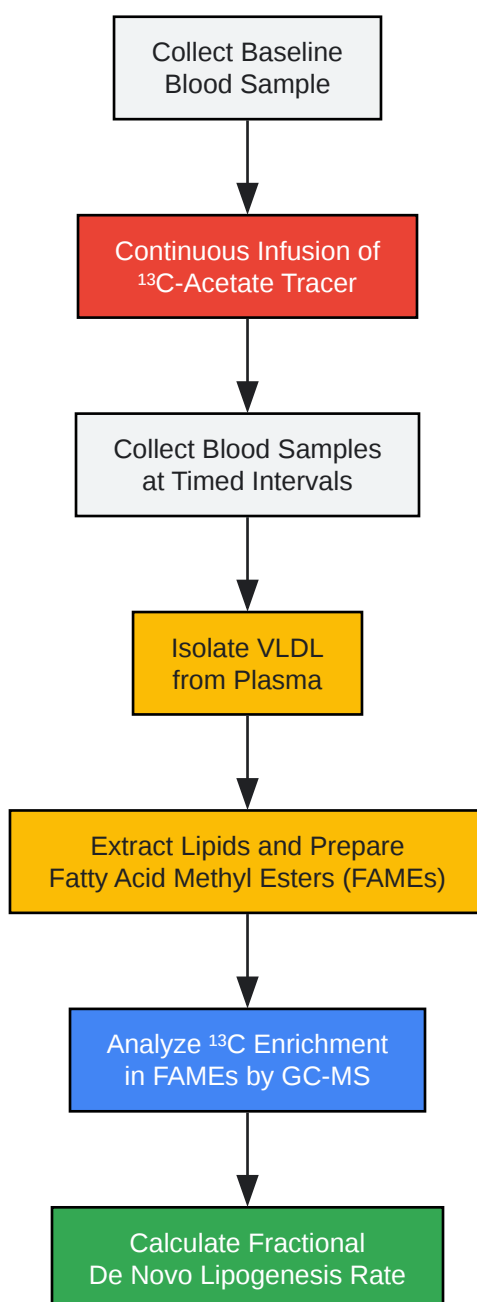 Collect Baseline
Blood Sample
Continuous Infusion of
¹³C-Acetate Tracer
Collect Blood Samples
at Timed Intervals
Isolate VLDL
from Plasma
Extract Lipids and Prepare
Fatty Acid Methyl Esters (FAMEs)
Analyze ¹³C Enrichment
in FAMEs by GC-MS
Calculate Fractional
De Novo Lipogenesis Rate